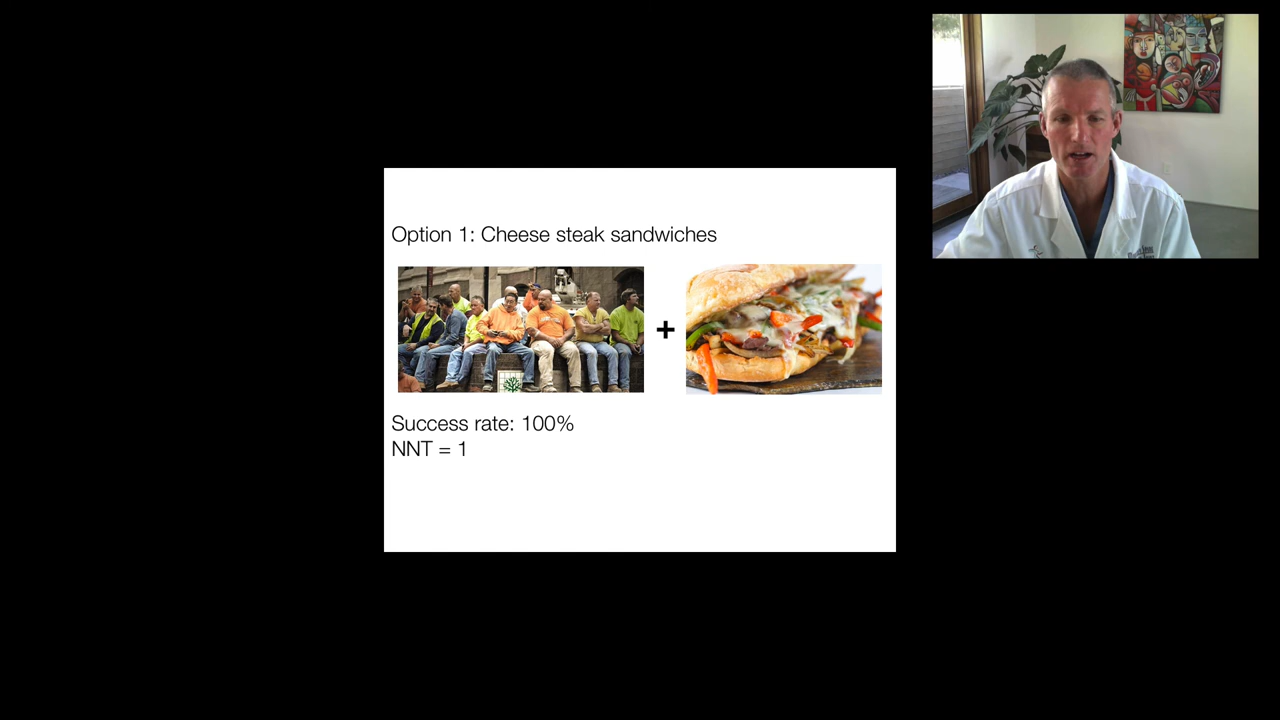 Option 1: Cheese steak sandwiches
+
Success rate: 100%
NNT = 1